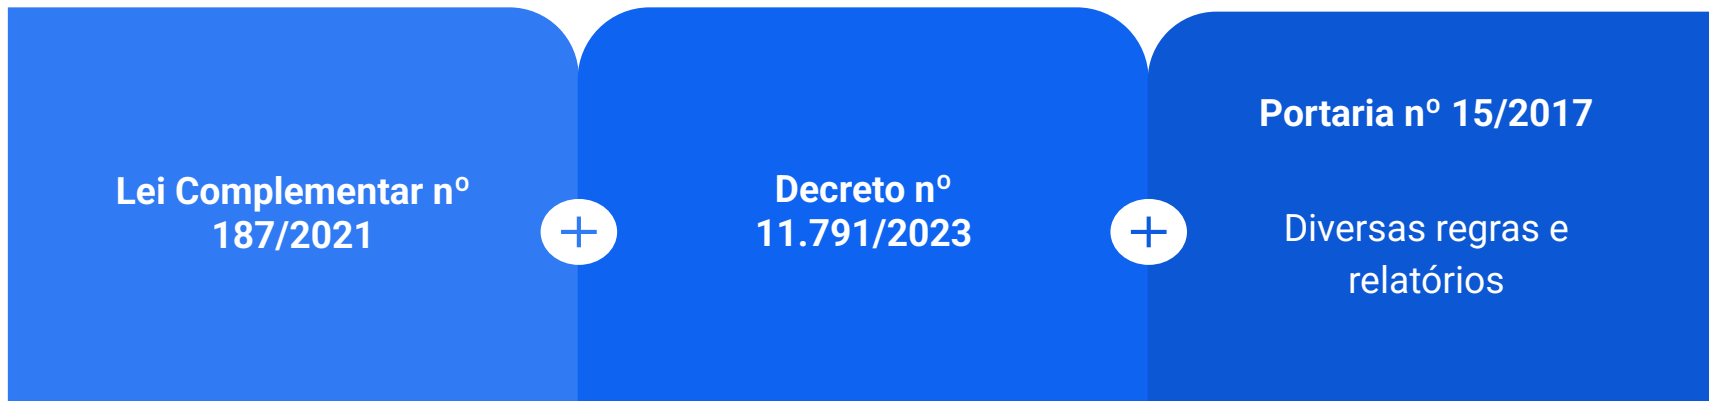 Lei Complementar nº
187/2021
Decreto nº
11.791/2023
Portaria nº 15/2017
Diversas regras e
relatórios